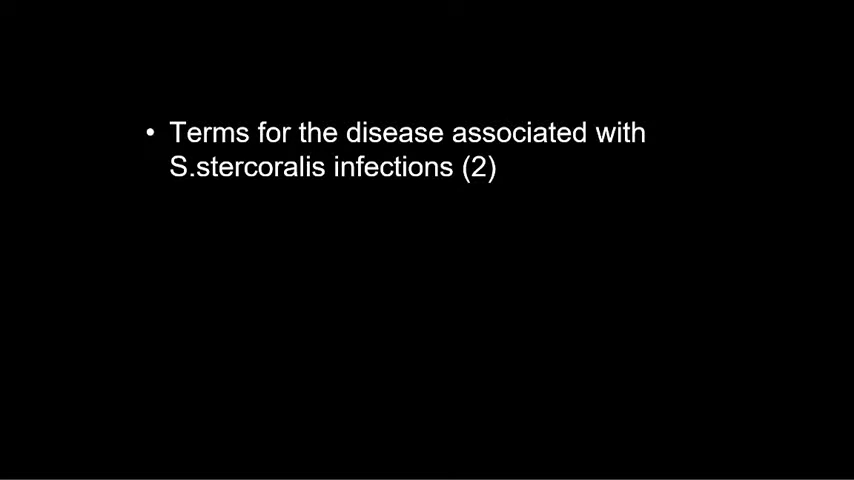 • Terms for the disease associated with
S.stercoralis infections (2)